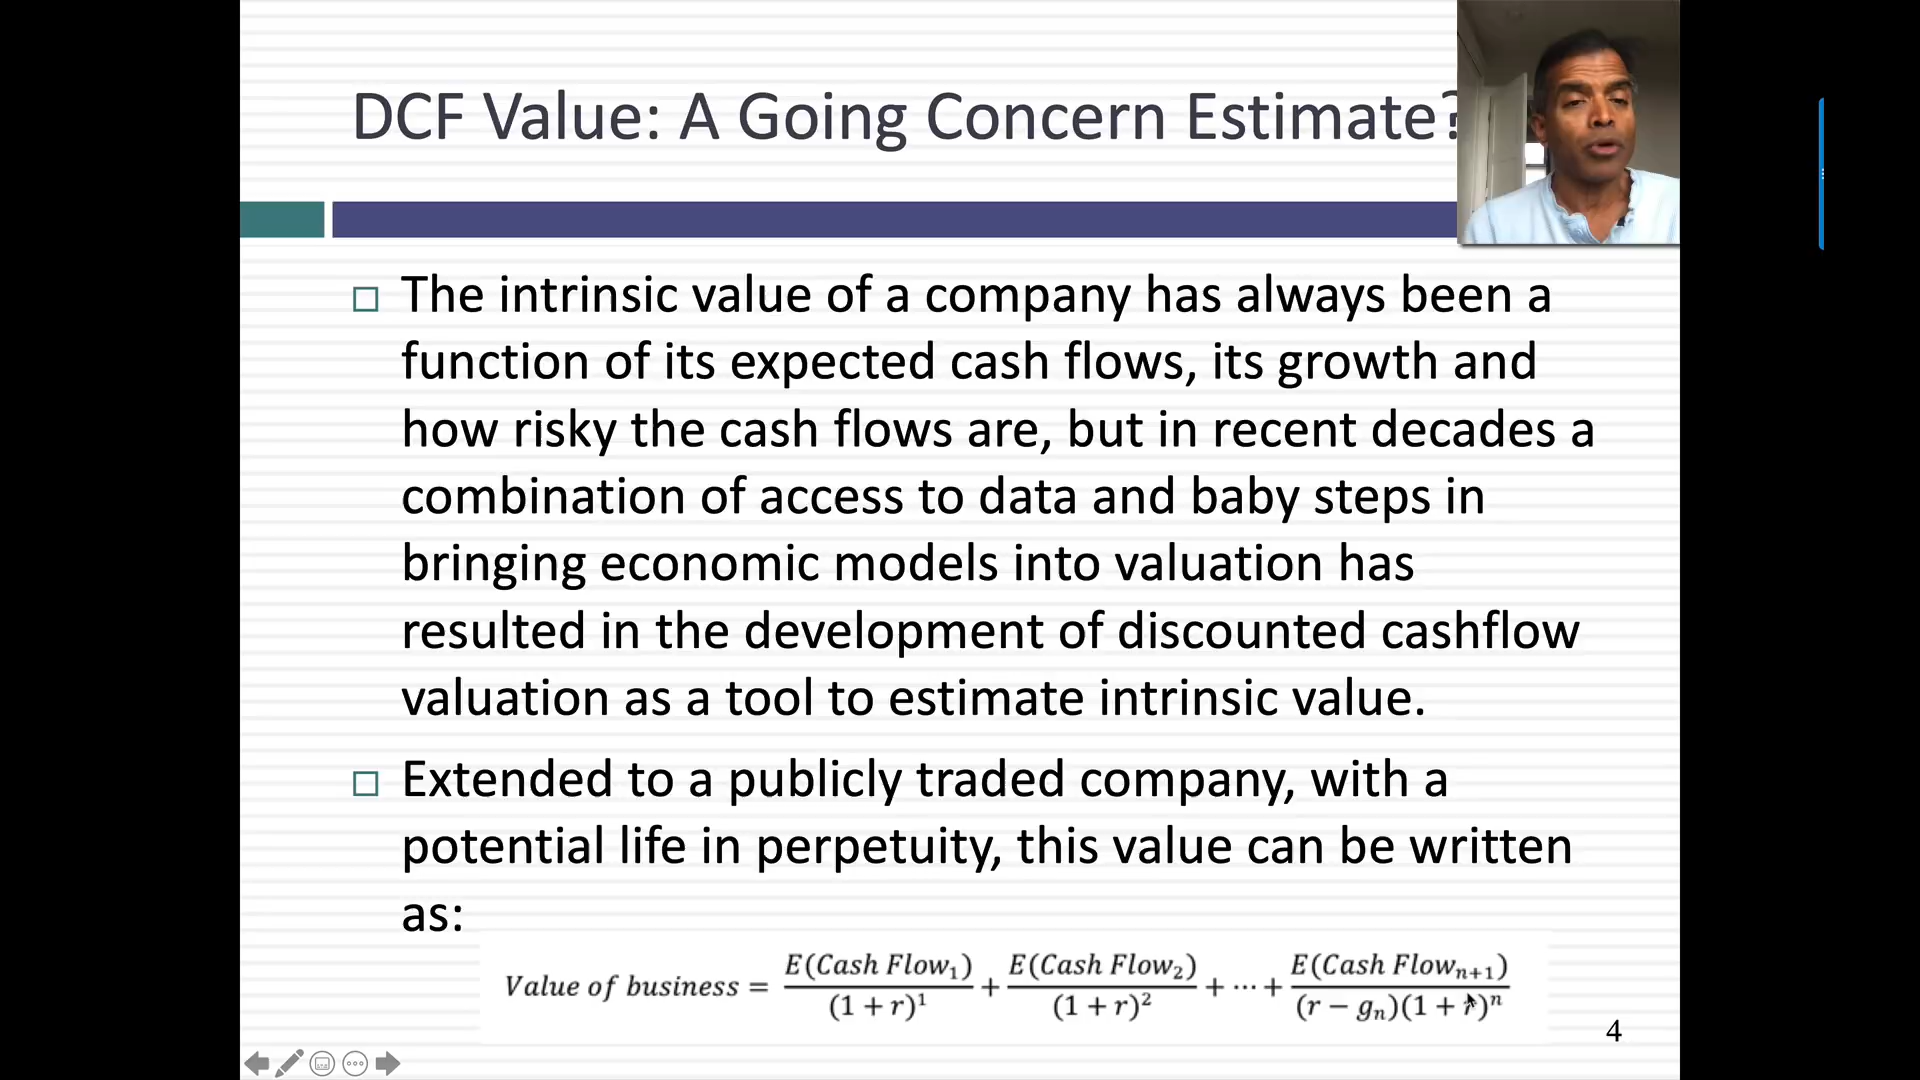 DCF Value: A Going Concern Estimate?
The intrinsic value of a company has always been a
function of its expected cash flows, its growth and
how risky the cash flows are, but in recent decades a
combination of access to data and baby steps in
bringing economic models into valuation has
resulted in the development of discounted cashflow
valuation as a tool to estimate intrinsic value.
Extended to a publicly traded company, with a
potential life in perpetuity, this value can be written
as:
Value of business = E(Cash Flow₁)/(1 + r)¹ + E(Cash Flow₂)/(1 + r)² + ⋯ + E(Cash Flowₙ₊₁)/(r − gₙ)(1 + r)ⁿ
4